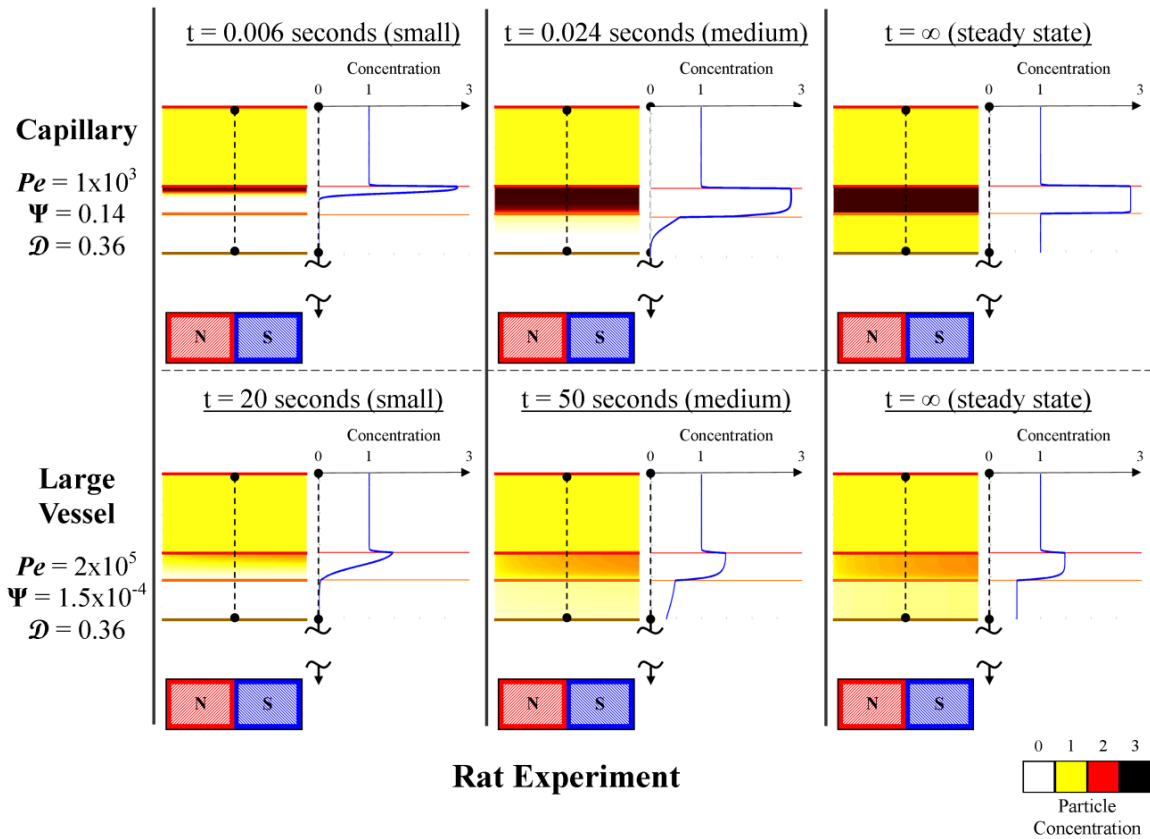 t = 0.006 seconds (small)
t = 0.024 seconds (medium)
t = ∞ (steady state)
Concentration
Concentration
Concentration
0 1 3
0 1 3
0 1 3
Capillary
Pe = 1x10³
Ψ = 0.14
𝒟 = 0.36
N S
N S
N S
t = 20 seconds (small)
t = 50 seconds (medium)
t = ∞ (steady state)
Concentration
Concentration
Concentration
0 1 3
0 1 3
0 1 3
Large
Vessel
Pe = 2x10⁵
Ψ = 1.5x10⁻⁴
𝒟 = 0.36
N S
N S
N S
Rat Experiment
0 1 2 3
Particle
Concentration